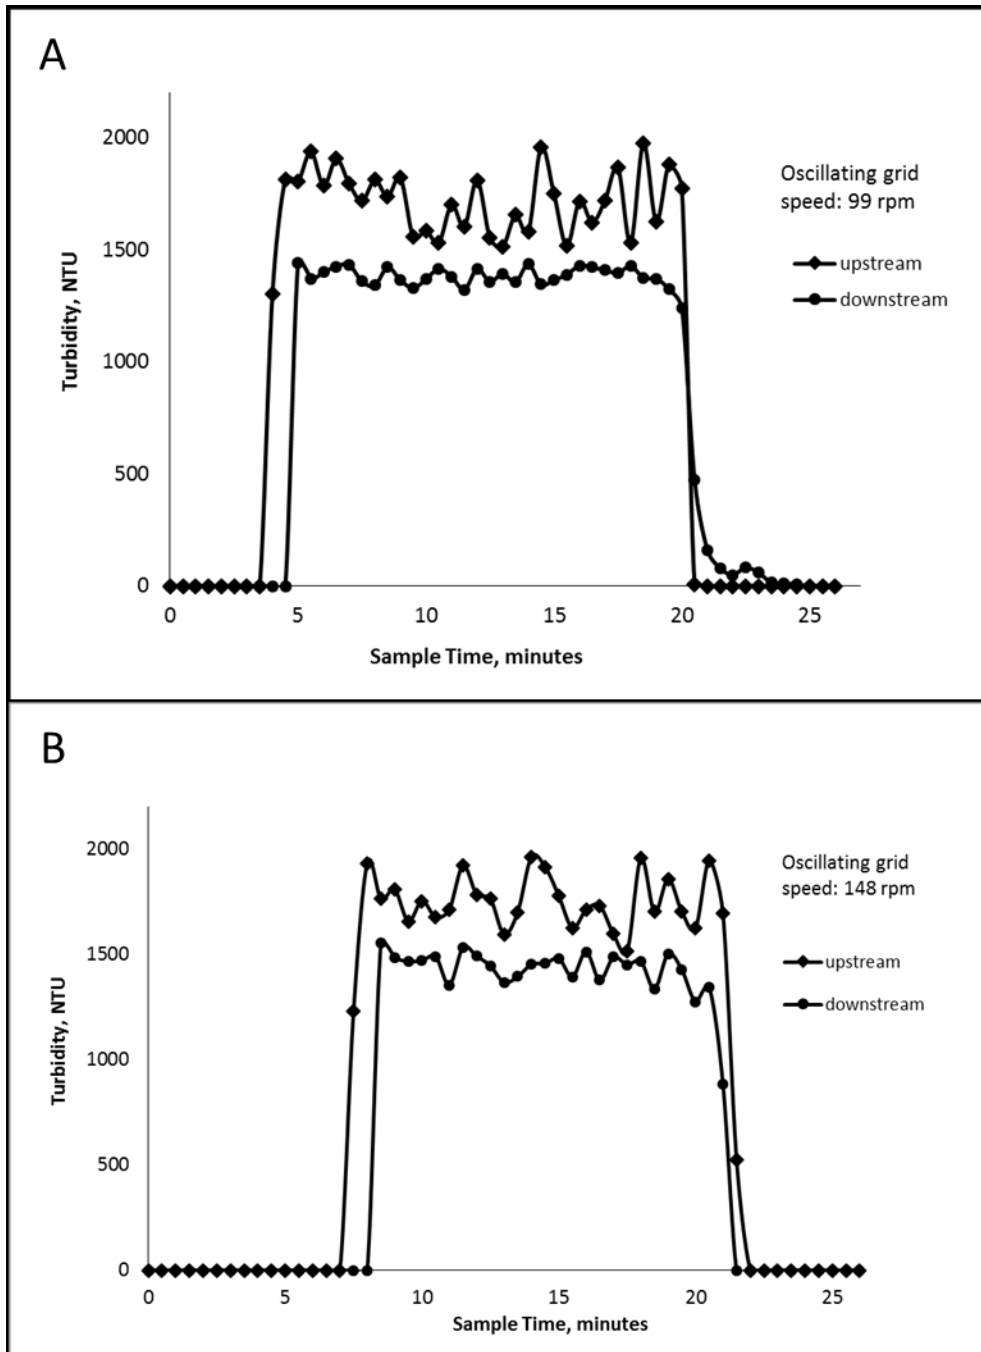 A
2000
1500
1000
500
0
Turbidity, NTU
0 5 10 15 20 25
Sample Time, minutes
Oscillating grid
speed: 99 rpm
upstream
downstream
B
2000
1500
1000
500
0
Turbidity, NTU
0 5 10 15 20 25
Sample Time, minutes
Oscillating grid
speed: 148 rpm
upstream
downstream